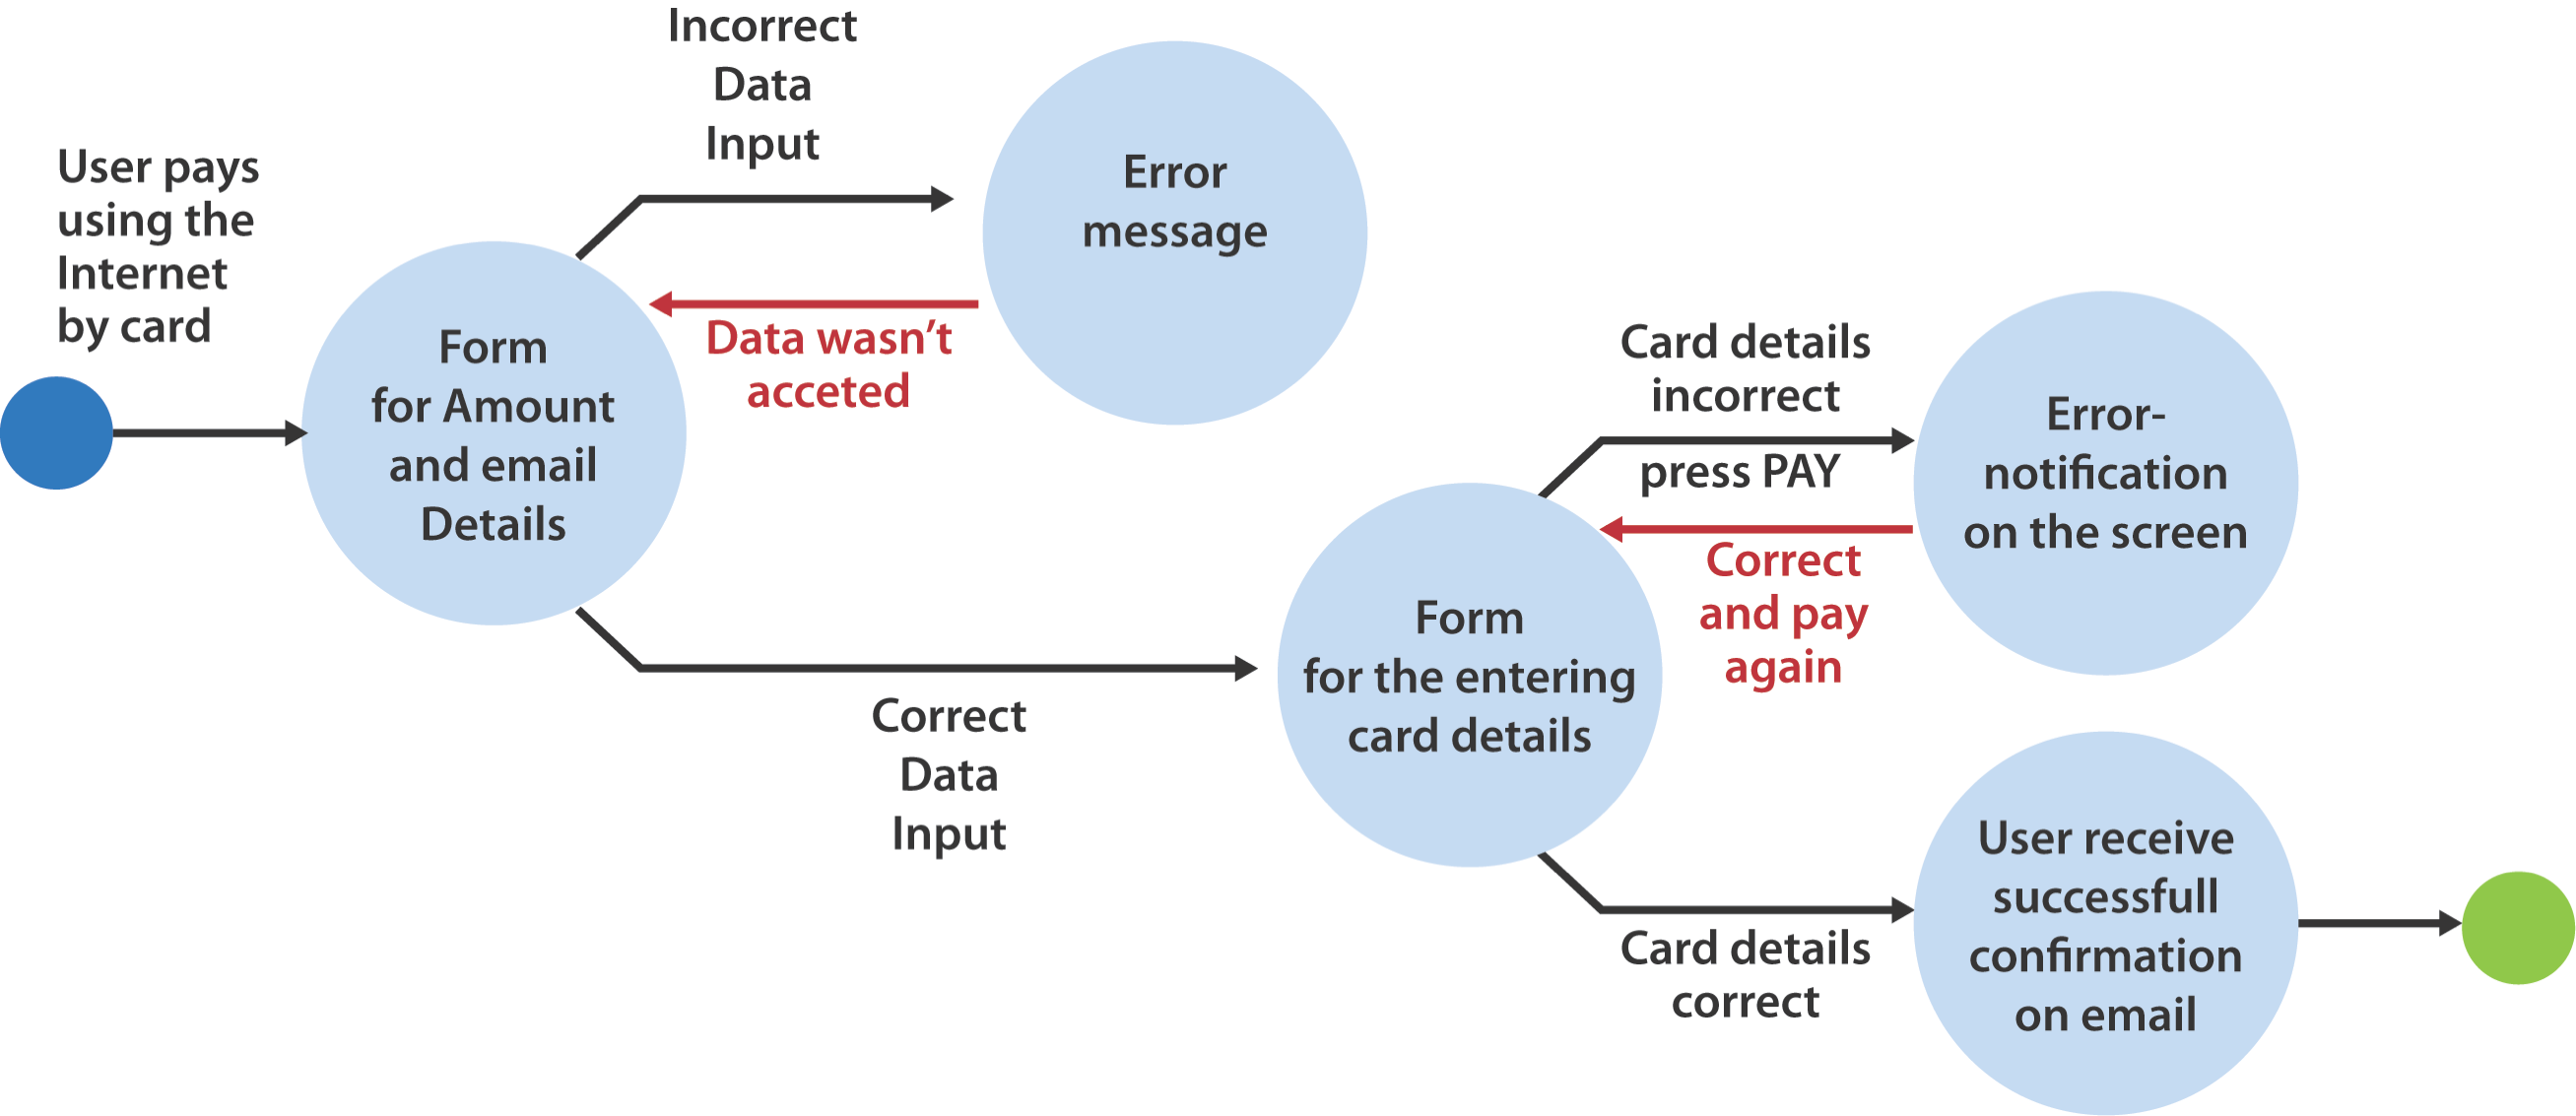 User pays
using the
Internet
by card
Form
for Amount
and email
Details
Incorrect
Data
Input
Error
message
Data wasn’t
acceted
Correct
Data
Input
Form
for the entering
card details
Card details
incorrect
press PAY
Error-
notification
on the screen
Correct
and pay
again
Card details
correct
User receive
successfull
confirmation
on email